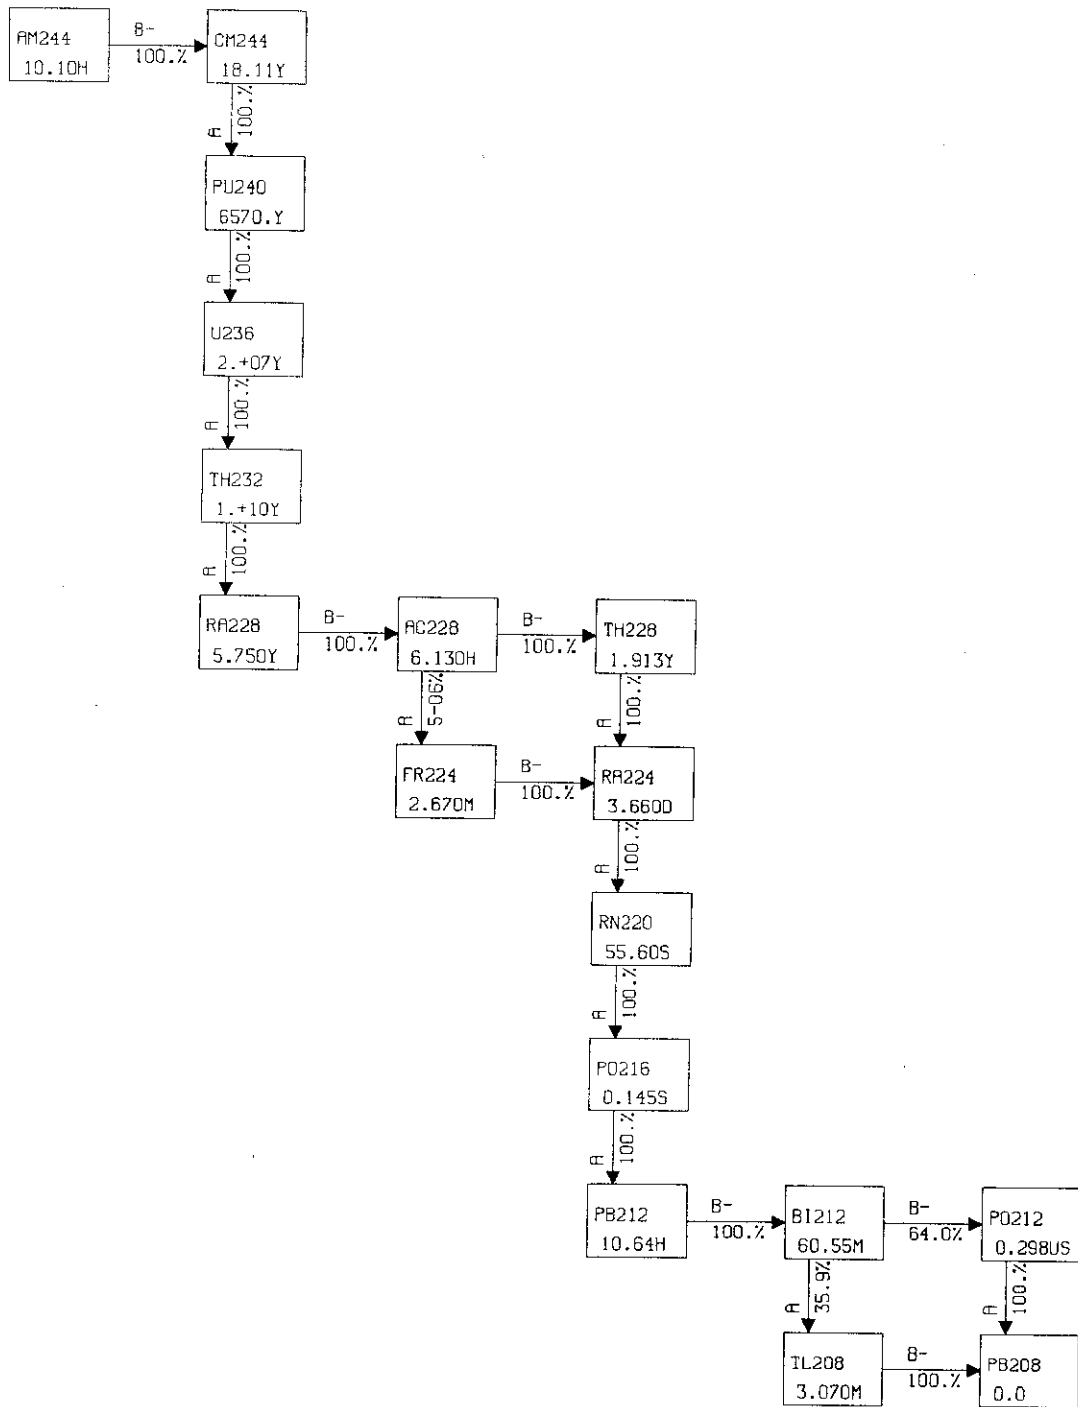 AM244
10.10H
B-
100.%
CM244
18.11Y
A
100.%
PU240
6570.Y
A
100.%
U236
2.+07Y
A
100.%
TH232
1.+10Y
A
100.%
RA228
5.750Y
B-
100.%
AC228
6.130H
B-
100.%
TH228
1.913Y
A
5-06%
A
100.%
FR224
2.670M
B-
100.%
RA224
3.660D
A
100.%
RN220
55.60S
A
100.%
PO216
0.145S
A
100.%
PB212
10.64H
B-
100.%
BI212
60.55M
B-
64.0%
PO212
0.298US
A
35.9%
A
100.%
TL208
3.070M
B-
100.%
PB208
0.0